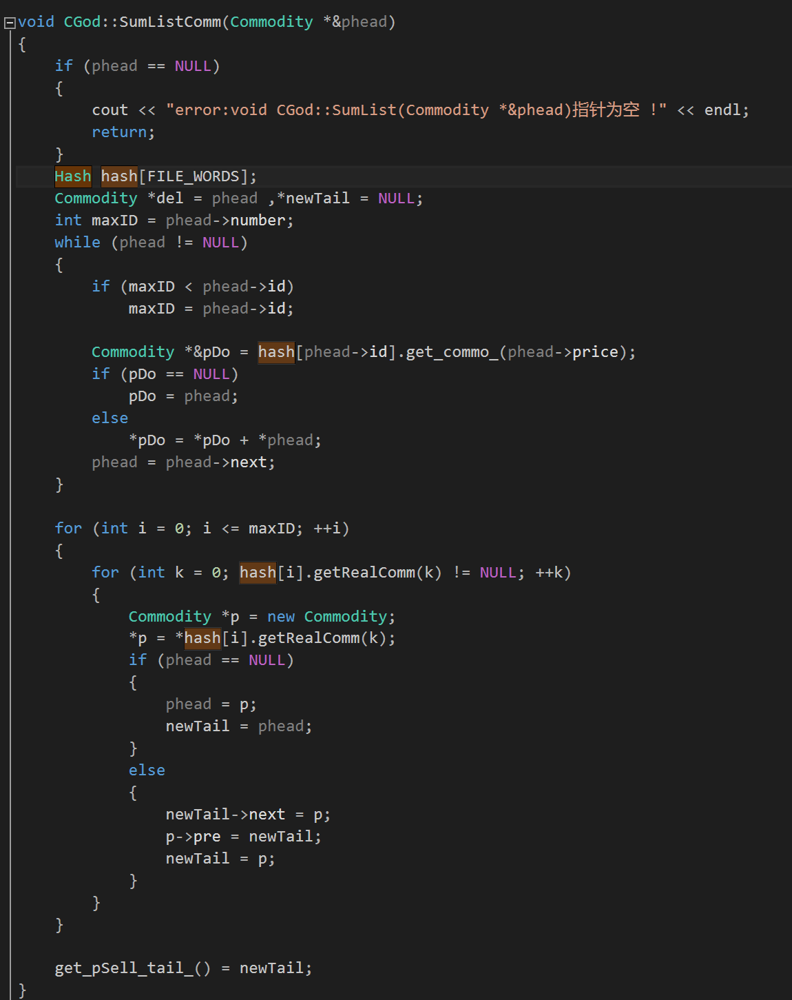 void CGod::SumListComm(Commodity *&phead)
{
    if (phead == NULL)
    {
        cout << "error:void CGod::SumList(Commodity *&phead)指针为空 !" << endl;
        return;
    }
    Hash hash[FILE_WORDS];
    Commodity *del = phead ,*newTail = NULL;
    int maxID = phead->number;
    while (phead != NULL)
    {
        if (maxID < phead->id)
            maxID = phead->id;

        Commodity *&pDo = hash[phead->id].get_commo_(phead->price);
        if (pDo == NULL)
            pDo = phead;
        else
            *pDo = *pDo + *phead;
        phead = phead->next;
    }

    for (int i = 0; i <= maxID; ++i)
    {
        for (int k = 0; hash[i].getRealComm(k) != NULL; ++k)
        {
            Commodity *p = new Commodity;
            *p = *hash[i].getRealComm(k);
            if (phead == NULL)
            {
                phead = p;
                newTail = phead;
            }
            else
            {
                newTail->next = p;
                p->pre = newTail;
                newTail = p;
            }
        }
    }

    get_pSell_tail_() = newTail;
}